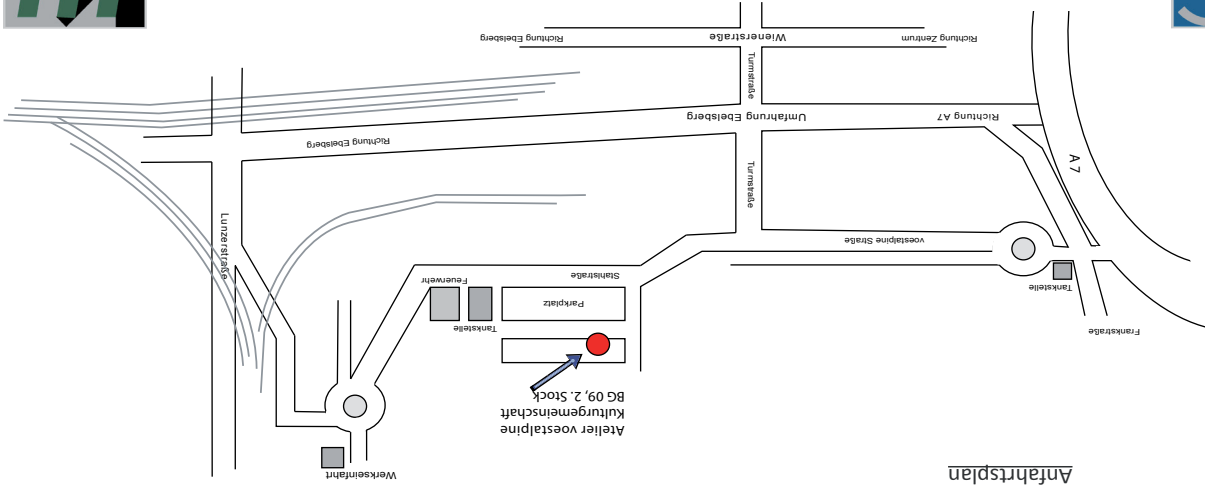 Anfahrtsplan
Werkseinfahrt
Atelier voestalpine
Kulturgemeinschaft
BG 09, 2. Stock
Frankstraße
Tankstelle
Tankstelle
Parkplatz
Feuerwehr
Stahlstraße
voestalpine Straße
Lunzerstraße
Turmstraße
A 7
Richtung A7
Umfahrung Ebelsberg
Richtung Ebelsberg
Turmstraße
Richtung Zentrum
Wienerstraße
Richtung Ebelsberg